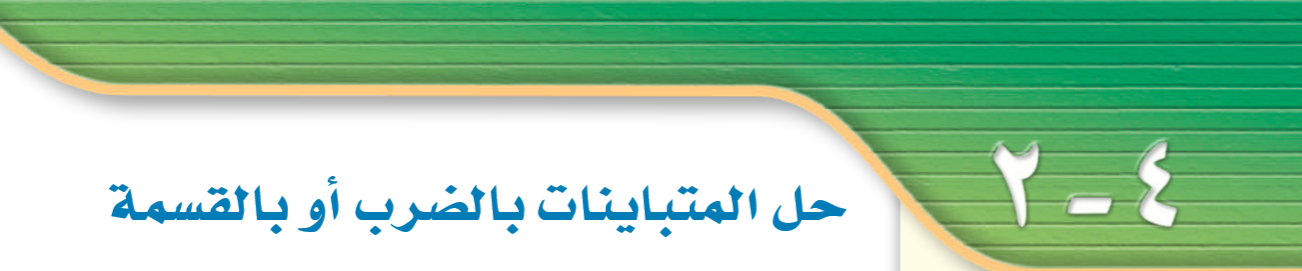 ٤ - ٢
حل المتباينات بالضرب أو بالقسمة